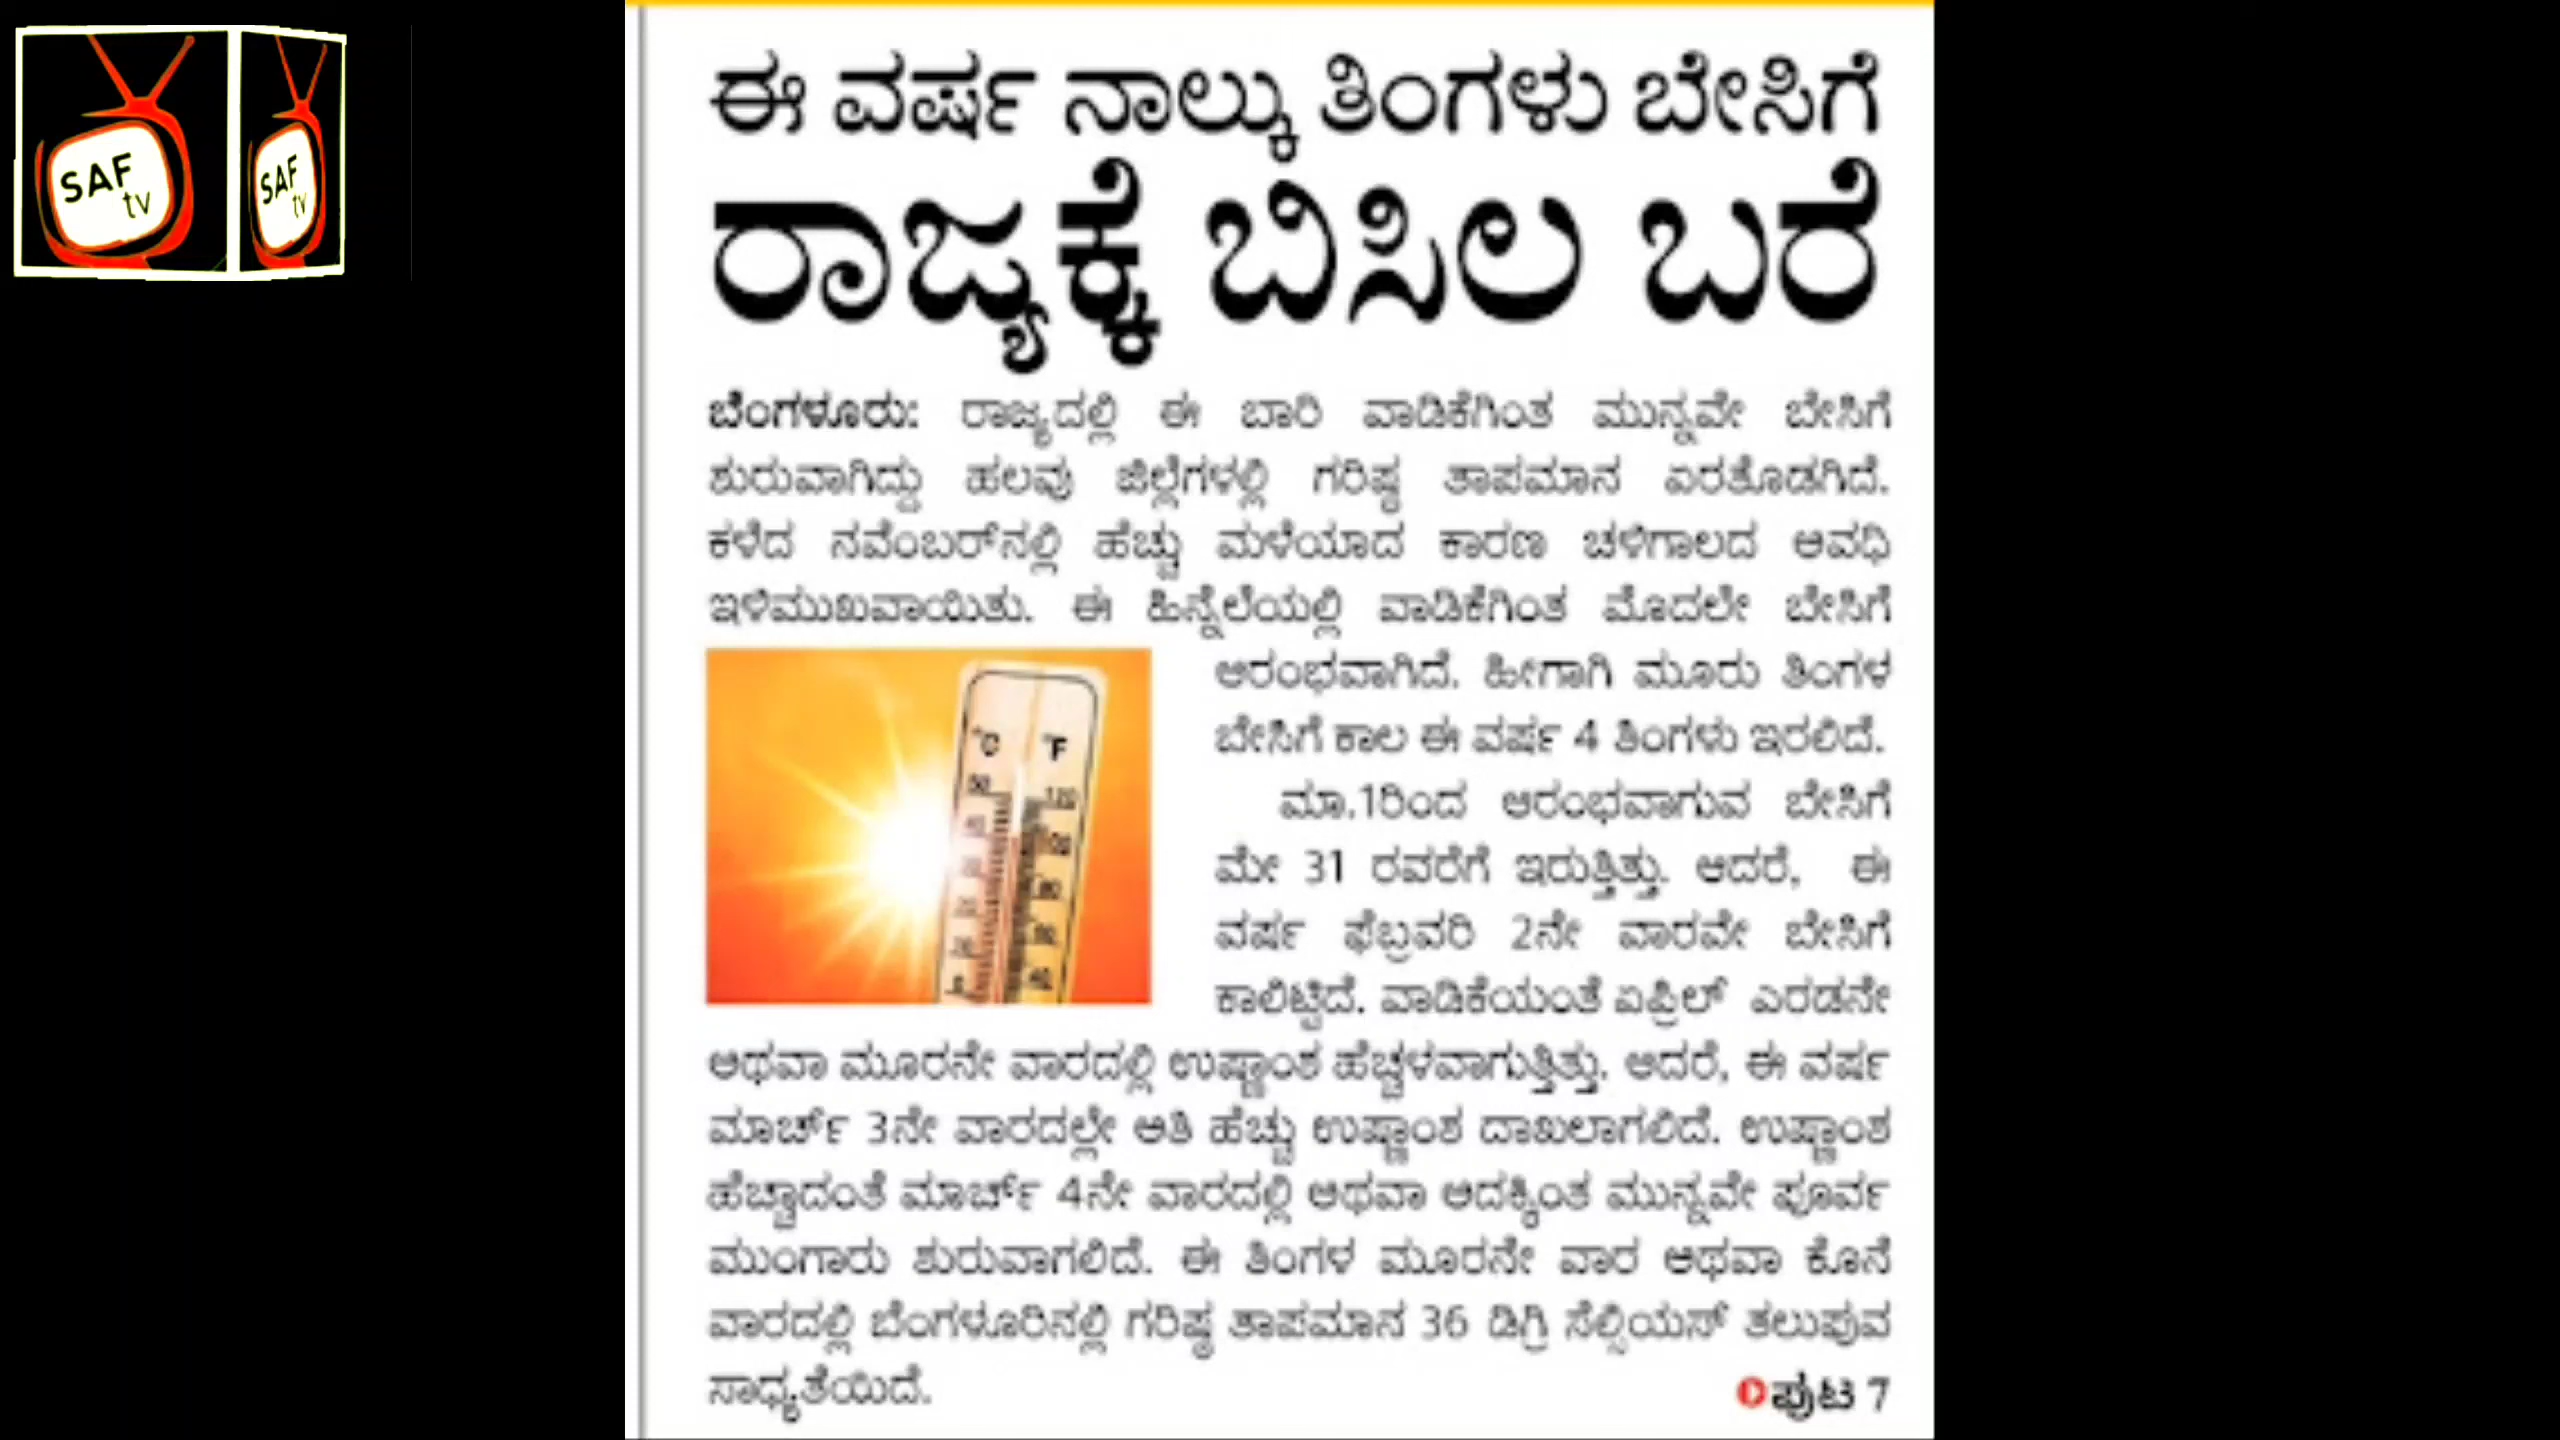 SAF tv
SAF tv
ಈ ವರ್ಷ ನಾಲ್ಕು ತಿಂಗಳು ಬೇಸಿಗೆ
ರಾಜ್ಯಕ್ಕೆ ಬಿಸಿಲ ಬರೆ
ಬೆಂಗಳೂರು: ರಾಜ್ಯದಲ್ಲಿ ಈ ಬಾರಿ ವಾಡಿಕೆಗಿಂತ ಮುನ್ನವೇ ಬೇಸಿಗೆ
ಶುರುವಾಗಿದ್ದು ಹಲವು ಜಿಲ್ಲೆಗಳಲ್ಲಿ ಗರಿಷ್ಠ ತಾಪಮಾನ ಏರತೊಡಗಿದೆ.
ಕಳೆದ ನವೆಂಬರ್‌ನಲ್ಲಿ ಹೆಚ್ಚು ಮಳೆಯಾದ ಕಾರಣ ಚಳಿಗಾಲದ ಅವಧಿ
ಇಳಿಮುಖವಾಯಿತು. ಈ ಹಿನ್ನೆಲೆಯಲ್ಲಿ ವಾಡಿಕೆಗಿಂತ ಮೊದಲೇ ಬೇಸಿಗೆ
ಆರಂಭವಾಗಿದೆ. ಹೀಗಾಗಿ ಮೂರು ತಿಂಗಳ
ಬೇಸಿಗೆ ಕಾಲ ಈ ವರ್ಷ 4 ತಿಂಗಳು ಇರಲಿದೆ.
ಮಾ.1ರಿಂದ ಆರಂಭವಾಗುವ ಬೇಸಿಗೆ
ಮೇ 31 ರವರೆಗೆ ಇರುತ್ತಿತ್ತು. ಆದರೆ, ಈ
ವರ್ಷ ಫೆಬ್ರವರಿ 2ನೇ ವಾರವೇ ಬೇಸಿಗೆ
ಕಾಲಿಟ್ಟಿದೆ. ವಾಡಿಕೆಯಂತೆ ಏಪ್ರಿಲ್ ಎರಡನೇ
ಅಥವಾ ಮೂರನೇ ವಾರದಲ್ಲಿ ಉಷ್ಣಾಂಶ ಹೆಚ್ಚಳವಾಗುತ್ತಿತ್ತು. ಆದರೆ, ಈ ವರ್ಷ
ಮಾರ್ಚ್ 3ನೇ ವಾರದಲ್ಲೇ ಅತಿ ಹೆಚ್ಚು ಉಷ್ಣಾಂಶ ದಾಖಲಾಗಲಿದೆ. ಉಷ್ಣಾಂಶ
ಹೆಚ್ಚಾದಂತೆ ಮಾರ್ಚ್ 4ನೇ ವಾರದಲ್ಲಿ ಅಥವಾ ಅದಕ್ಕಿಂತ ಮುನ್ನವೇ ಪೂರ್ವ
ಮುಂಗಾರು ಶುರುವಾಗಲಿದೆ. ಈ ತಿಂಗಳ ಮೂರನೇ ವಾರ ಅಥವಾ ಕೊನೆ
ವಾರದಲ್ಲಿ ಬೆಂಗಳೂರಿನಲ್ಲಿ ಗರಿಷ್ಠ ತಾಪಮಾನ 36 ಡಿಗ್ರಿ ಸೆಲ್ಸಿಯಸ್ ತಲುಪುವ
ಸಾಧ್ಯತೆಯಿದೆ.
ಪುಟ 7
°C °F